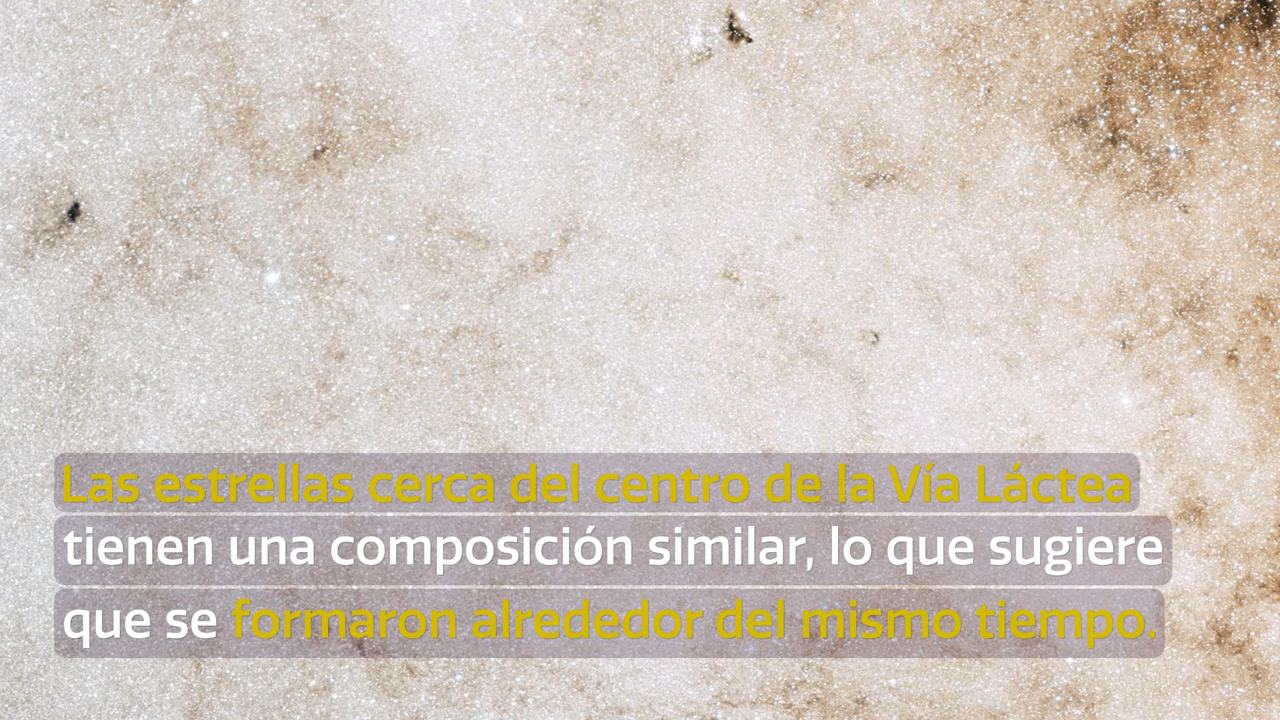 Las estrellas cerca del centro de la Vía Láctea
tienen una composición similar, lo que sugiere
que se formaron alrededor del mismo tiempo.